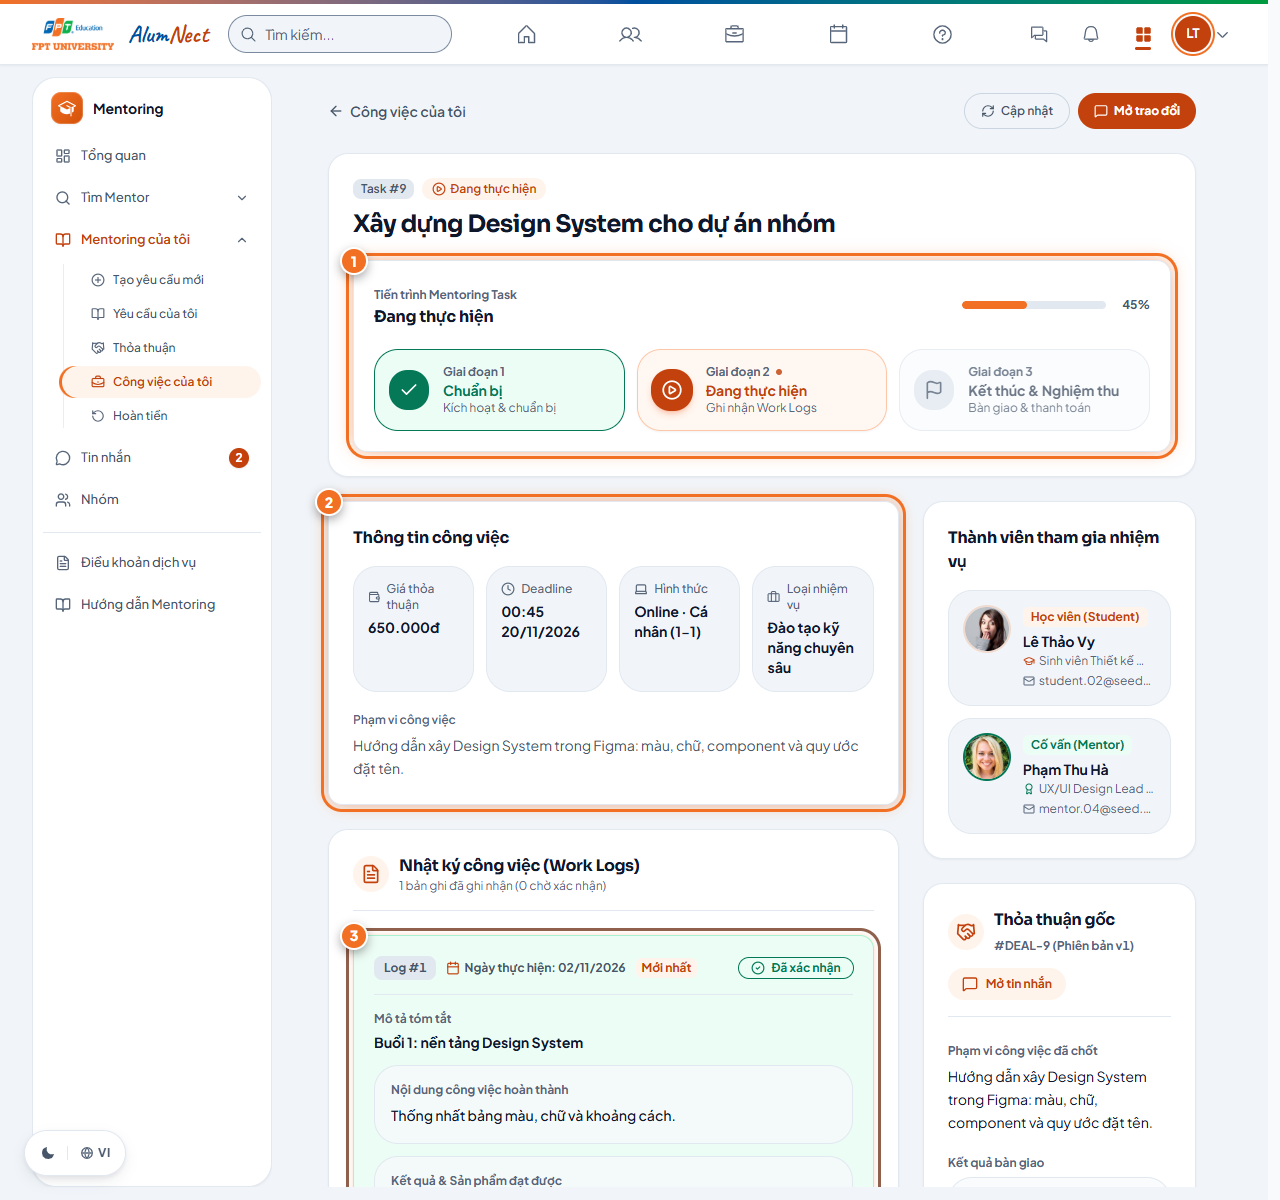 FPT Education
FPT UNIVERSITY
AlumNect
Tìm kiếm...
LT
Mentoring
Tổng quan
Tìm Mentor
Mentoring của tôi
Tạo yêu cầu mới
Yêu cầu của tôi
Thỏa thuận
Công việc của tôi
Hoàn tiền
Tin nhắn
2
Nhóm
Điều khoản dịch vụ
Hướng dẫn Mentoring
VI
Công việc của tôi
Cập nhật
Mở trao đổi
Task #9
Đang thực hiện
Xây dựng Design System cho dự án nhóm
1
Tiến trình Mentoring Task
Đang thực hiện
45%
Giai đoạn 1
Chuẩn bị
Kích hoạt & chuẩn bị
Giai đoạn 2
Đang thực hiện
Ghi nhận Work Logs
Giai đoạn 3
Kết thúc & Nghiệm thu
Bàn giao & thanh toán
2
Thông tin công việc
Giá thỏa
thuận
650.000đ
Deadline
00:45
20/11/2026
Hình thức
Online · Cá
nhân (1–1)
Loại nhiệm
vụ
Đào tạo kỹ
năng chuyên
sâu
Phạm vi công việc
Hướng dẫn xây Design System trong Figma: màu, chữ, component và quy ước
đặt tên.
Nhật ký công việc (Work Logs)
1 bản ghi đã ghi nhận (0 chờ xác nhận)
3
Log #1
Ngày thực hiện: 02/11/2026
Mới nhất
Đã xác nhận
Mô tả tóm tắt
Buổi 1: nền tảng Design System
Nội dung công việc hoàn thành
Thống nhất bảng màu, chữ và khoảng cách.
Kết quả & Sản phẩm đạt được
Thành viên tham gia nhiệm
vụ
Học viên (Student)
Lê Thảo Vy
Sinh viên Thiết kế ...
student.02@seed...
Cố vấn (Mentor)
Phạm Thu Hà
UX/UI Design Lead ...
mentor.04@seed....
Thỏa thuận gốc
#DEAL-9 (Phiên bản v1)
Mở tin nhắn
Phạm vi công việc đã chốt
Hướng dẫn xây Design System
trong Figma: màu, chữ,
component và quy ước đặt tên.
Kết quả bàn giao